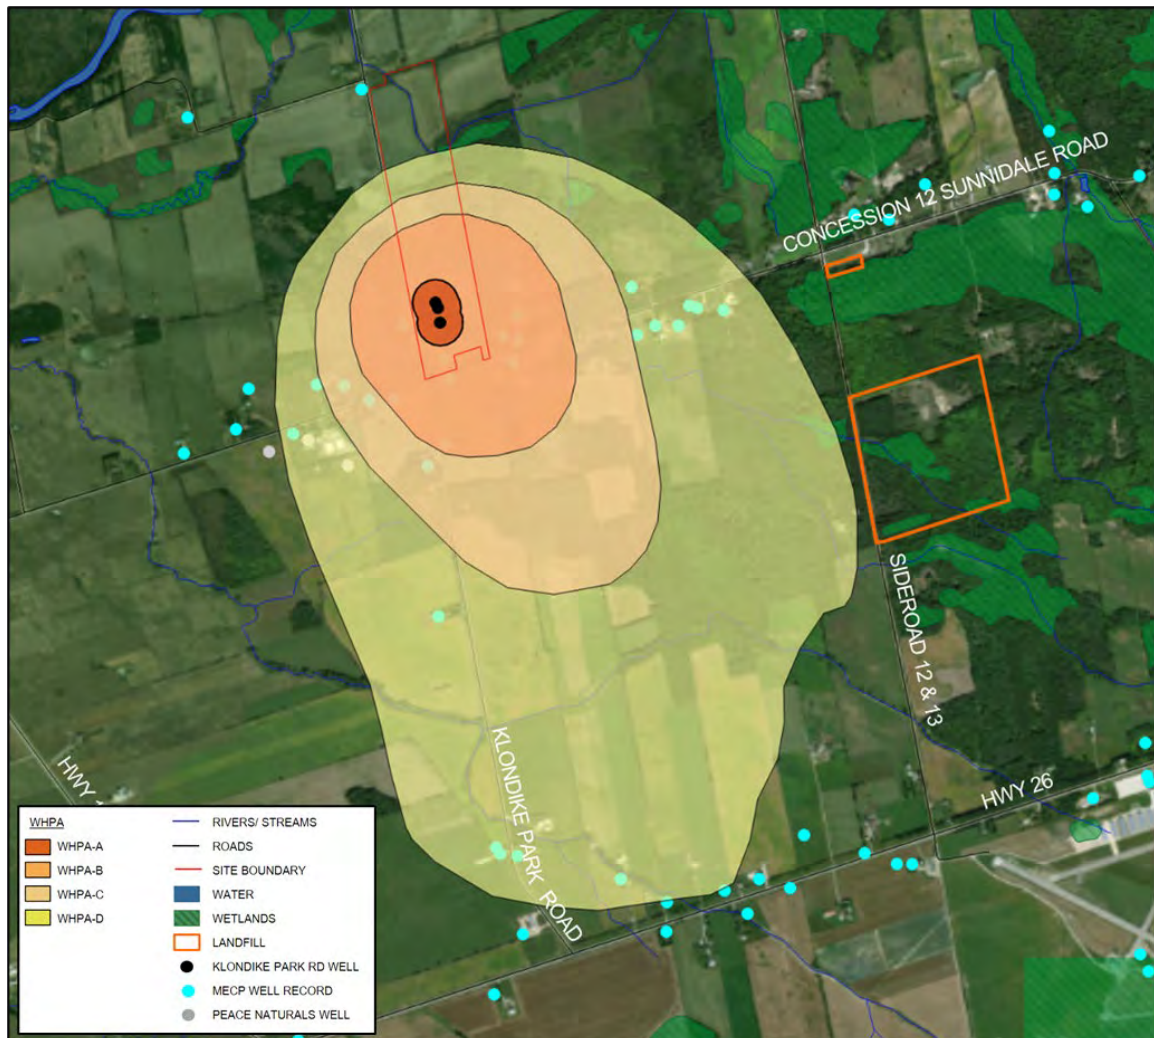 CONCESSION 12 SUNNIDALE ROAD
SIDEROAD 12 & 13
HWY 26
KLONDIKE PARK ROAD
HWY
WHPA
WHPA-A
WHPA-B
WHPA-C
WHPA-D
RIVERS/ STREAMS
ROADS
SITE BOUNDARY
WATER
WETLANDS
LANDFILL
KLONDIKE PARK RD WELL
MECP WELL RECORD
PEACE NATURALS WELL